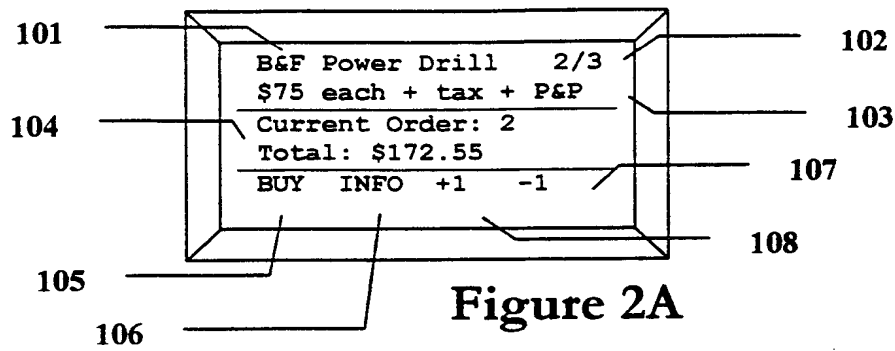 101
102
B&F Power Drill 2/3
$75 each + tax + P&P
103
104
Current Order: 2
Total: $172.55
107
BUY INFO +1 -1
108
105
Figure 2A
106